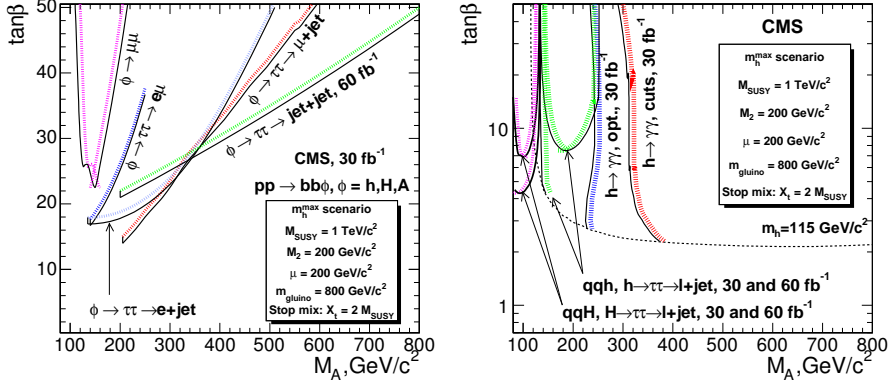 tanβ
50
40
30
20
10
ϕ → μμ
ϕ → ττ → eμ
ϕ → ττ → μ+jet
ϕ → ττ → jet+jet, 60 fb⁻¹
CMS, 30 fb⁻¹
pp → bbϕ, ϕ = h,H,A
m_h^max scenario
M_SUSY = 1 TeV/c²
M₂ = 200 GeV/c²
μ = 200 GeV/c²
m_gluino = 800 GeV/c²
Stop mix: X_t = 2 M_SUSY
ϕ → ττ → e+jet
100 200 300 400 500 600 700 800
M_A,GeV/c²
tanβ
10
1
CMS
m_h^max scenario
M_SUSY = 1 TeV/c²
M₂ = 200 GeV/c²
μ = 200 GeV/c²
m_gluino = 800 GeV/c²
Stop mix: X_t = 2 M_SUSY
h→ γγ, opt., 30 fb⁻¹
h→ γγ, cuts, 30 fb⁻¹
m_h=115 GeV/c²
qqh, h→ττ→l+jet, 30 and 60 fb⁻¹
qqH, H→ττ→l+jet, 30 and 60 fb⁻¹
100 200 300 400 500 600 700 800
M_A,GeV/c²